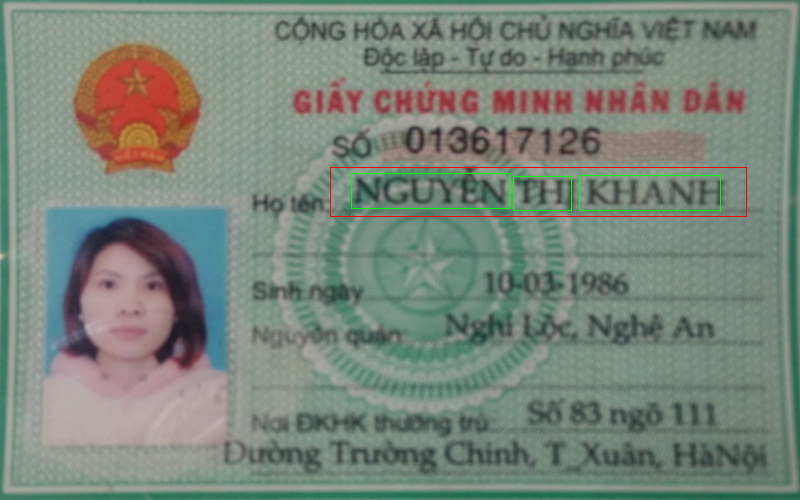 CỘNG HÒA XÃ HỘI CHỦ NGHĨA VIỆT NAM
Độc lập - Tự do - Hạnh phúc
GIẤY CHỨNG MINH NHÂN DÂN
SỐ 013617126
Họ tên: NGUYỄN THỊ KHANH
Sinh ngày 10-03-1986
Nguyên quán Nghi Lộc, Nghệ An
Nơi ĐKHK thường trú: Số 83 ngõ 111
Đường Trường Chinh, T_Xuân, HàNội
VIỆT NAM